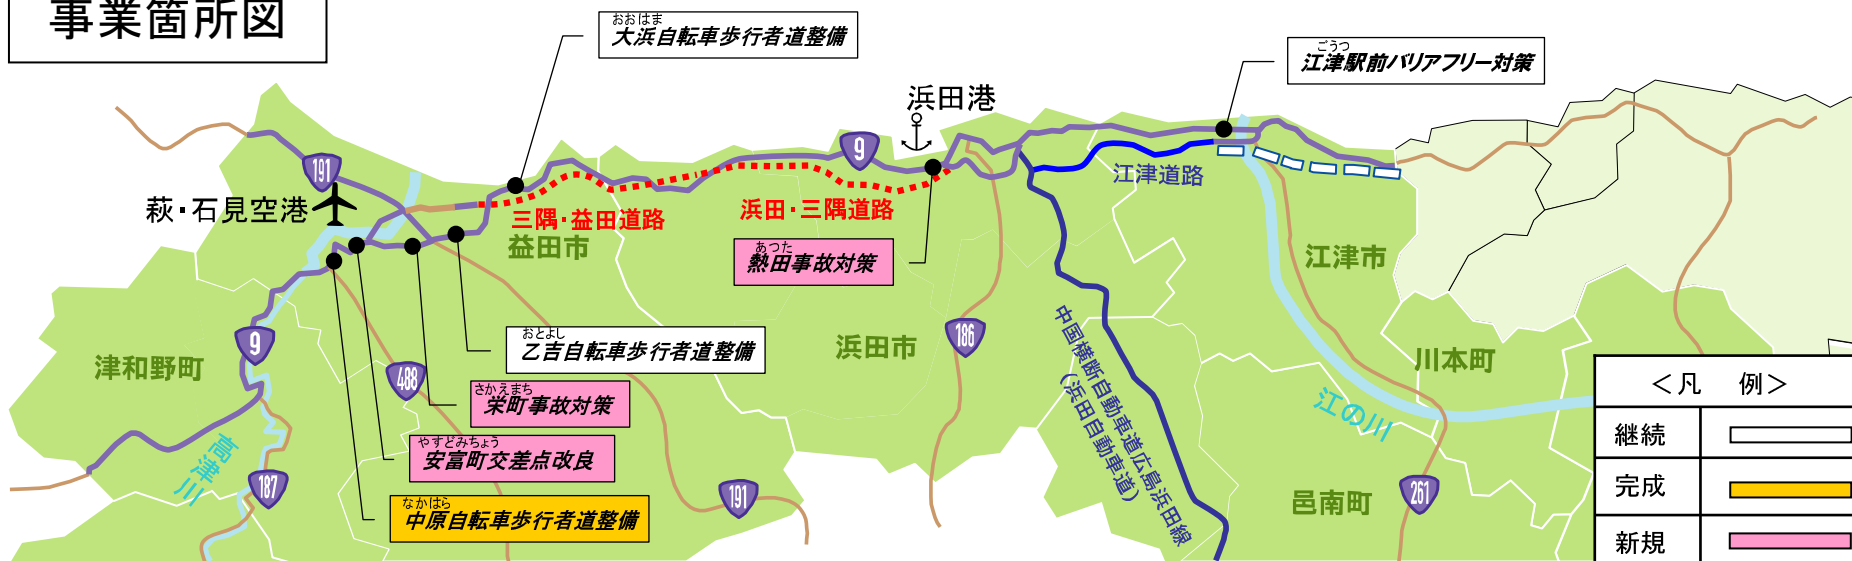 事業箇所図
おおはま
大浜自転車歩行者道整備
ごうつ
江津駅前バリアフリー対策
浜田港
9
191
萩・石見空港
三隅・益田道路
浜田・三隅道路
江津道路
益田市
あつた
熱田事故対策
江津市
9
津和野町
おとよし
乙吉自転車歩行者道整備
浜田市
186
中国横断自動車道広島浜田線
(浜田自動車道)
川本町
488
さかえまち
栄町事故対策
江の川
やすどみちょう
安富町交差点改良
高津川
187
なかはら
中原自転車歩行者道整備
191
邑南町
261
<凡 例>
継続
完成
新規